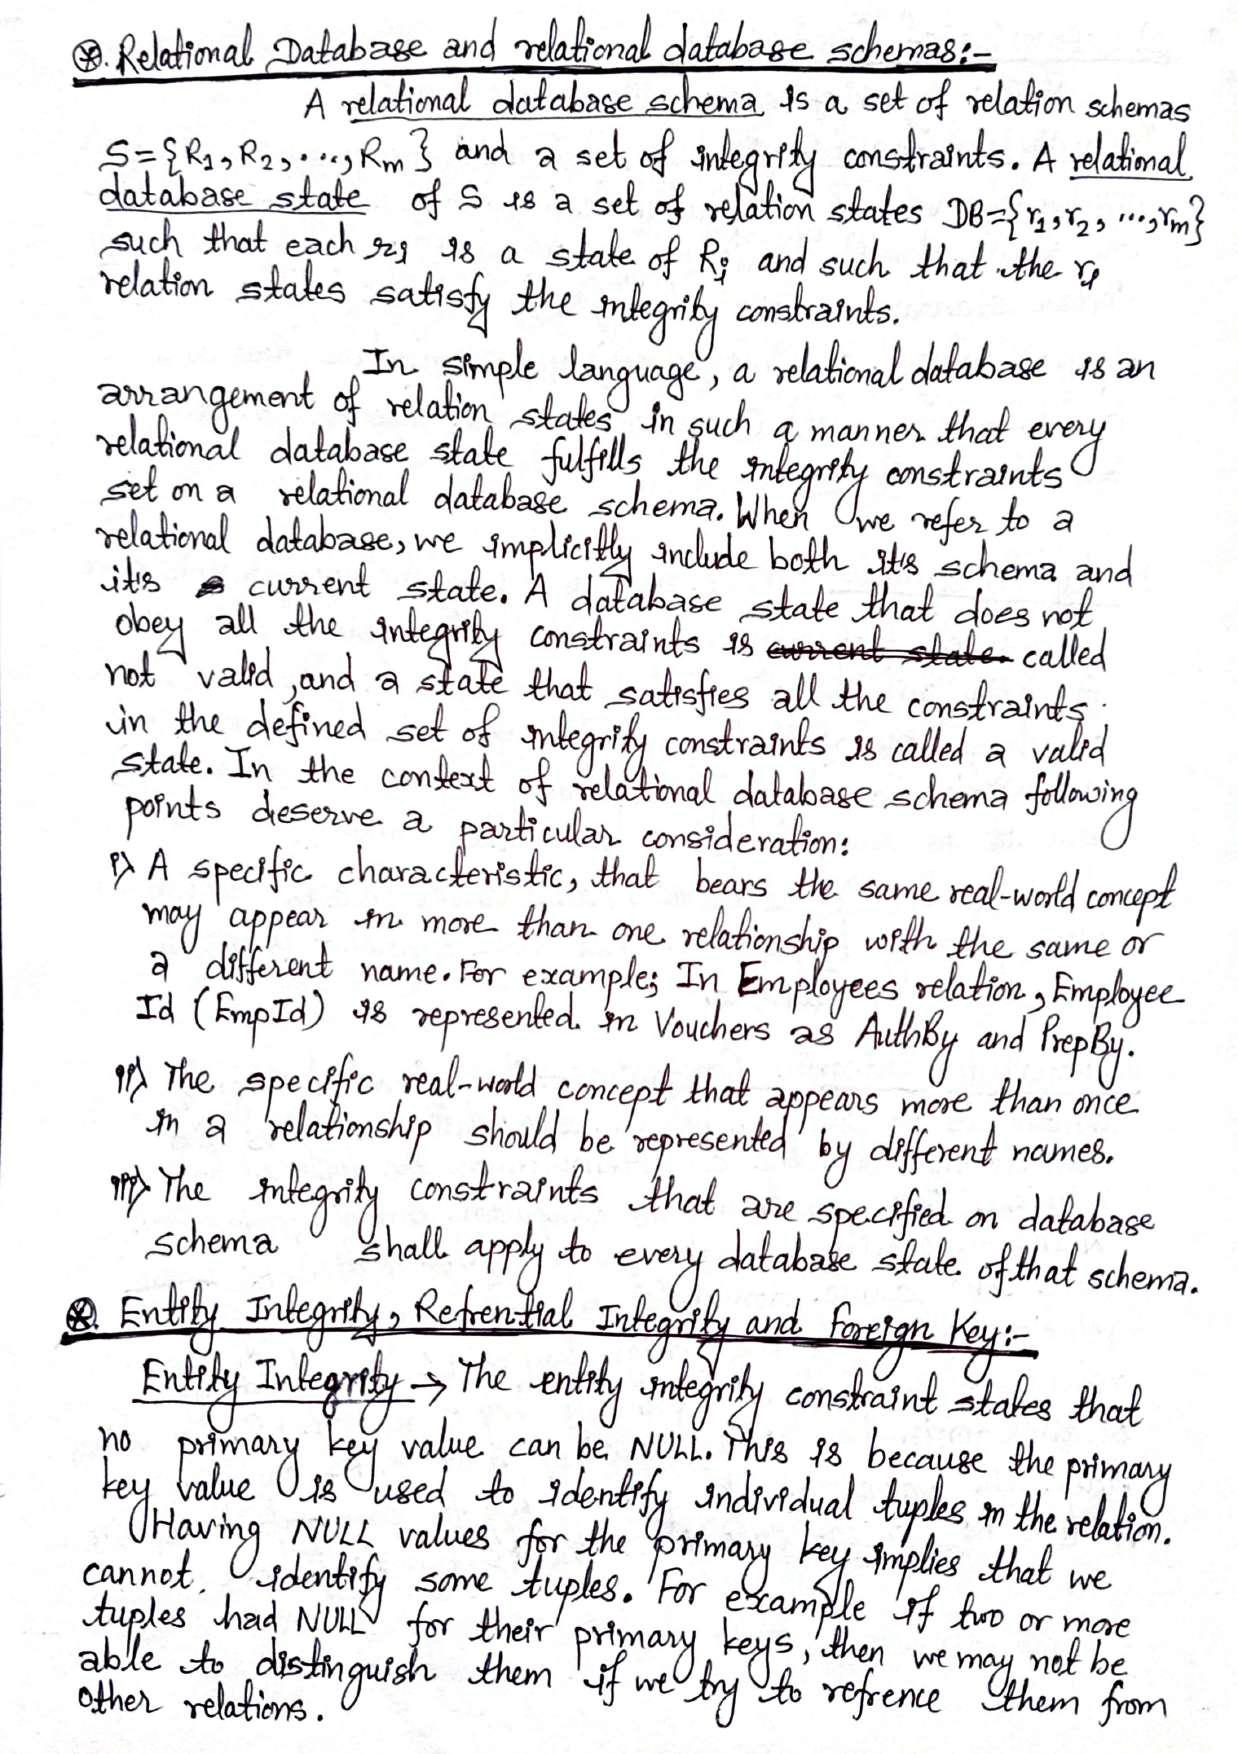 ⊛. Relational Database and relational database schemas:-
A relational database schema is a set of relation schemas
S={R1, R2, ..., Rm} and a set of integrity constraints. A relational
database state of S is a set of relation states DB={r1, r2, ..., rm}
such that each ri is a state of Ri and such that the ri
relation states satisfy the integrity constraints.
In simple language, a relational database is an
arrangement of relation states in such a manner that every
relational database state fulfills the integrity constraints
set on a relational database schema. When we refer to a
relational database, we implicitly include both it's schema and
it's current state. A database state that does not
obey all the integrity constraints is current state. called
not valid, and a state that satisfies all the constraints
in the defined set of integrity constraints is called a valid
state. In the context of relational database schema following
points deserve a particular consideration:
i) A specific characteristic, that bears the same real-world concept
may appear in more than one relationship with the same or
a different name. For example; In Employees relation, Employee
Id (EmpId) is represented in Vouchers as AuthBy and PrepBy.
ii) The specific real-world concept that appears more than once
in a relationship should be represented by different names.
iii) The integrity constraints that are specified on database
schema shall apply to every database state of that schema.
⊛. Entity Integrity, Refrential Integrity and Foreign Key:-
Entity Integrity → The entity integrity constraint states that
no primary key value can be NULL. This is because the primary
key value is used to identify individual tuples in the relation.
Having NULL values for the primary key implies that we
cannot identify some tuples. For example if two or more
tuples had NULL for their primary keys, then we may not be
able to distinguish them if we try to refrence them from
other relations.